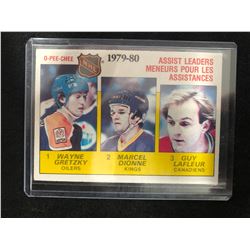 O-PEE-CHEE
NHL
1979-80
ASSIST LEADERS
MENEURS POUR LES
ASSISTANCES
1 WAYNE GRETZKY
OILERS
2 MARCEL DIONNE
KINGS
3 GUY LAFLEUR
CANADIENS